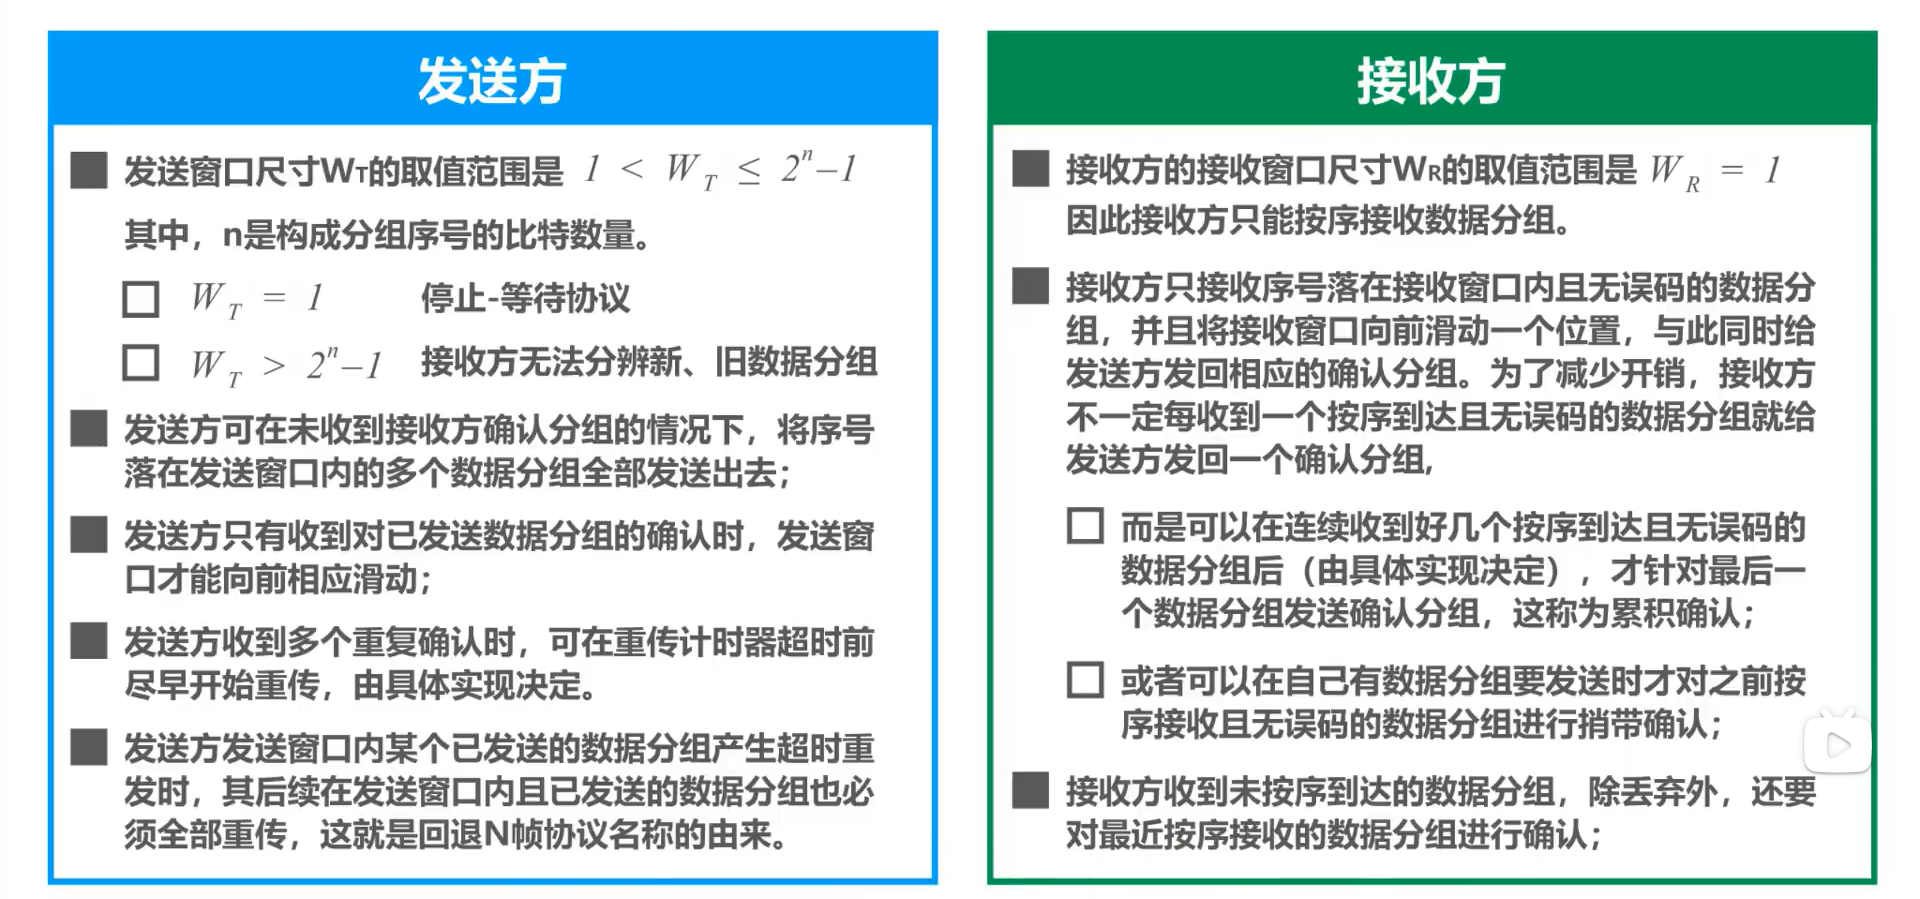 发送方
发送窗口尺寸WT的取值范围是 1 < W_T ≤ 2^n–1
其中，n是构成分组序号的比特数量。
W_T = 1 停止-等待协议
W_T > 2^n–1 接收方无法分辨新、旧数据分组
发送方可在未收到接收方确认分组的情况下，将序号
落在发送窗口内的多个数据分组全部发送出去；
发送方只有收到对已发送数据分组的确认时，发送窗
口才能向前相应滑动；
发送方收到多个重复确认时，可在重传计时器超时前
尽早开始重传，由具体实现决定。
发送方发送窗口内某个已发送的数据分组产生超时重
发时，其后续在发送窗口内且已发送的数据分组也必
须全部重传，这就是回退N帧协议名称的由来。
接收方
接收方的接收窗口尺寸WR的取值范围是 W_R = 1
因此接收方只能按序接收数据分组。
接收方只接收序号落在接收窗口内且无误码的数据分
组，并且将接收窗口向前滑动一个位置，与此同时给
发送方发回相应的确认分组。为了减少开销，接收方
不一定每收到一个按序到达且无误码的数据分组就给
发送方发回一个确认分组,
而是可以在连续收到好几个按序到达且无误码的
数据分组后（由具体实现决定），才针对最后一
个数据分组发送确认分组，这称为累积确认；
或者可以在自己有数据分组要发送时才对之前按
序接收且无误码的数据分组进行捎带确认；
接收方收到未按序到达的数据分组，除丢弃外，还要
对最近按序接收的数据分组进行确认；